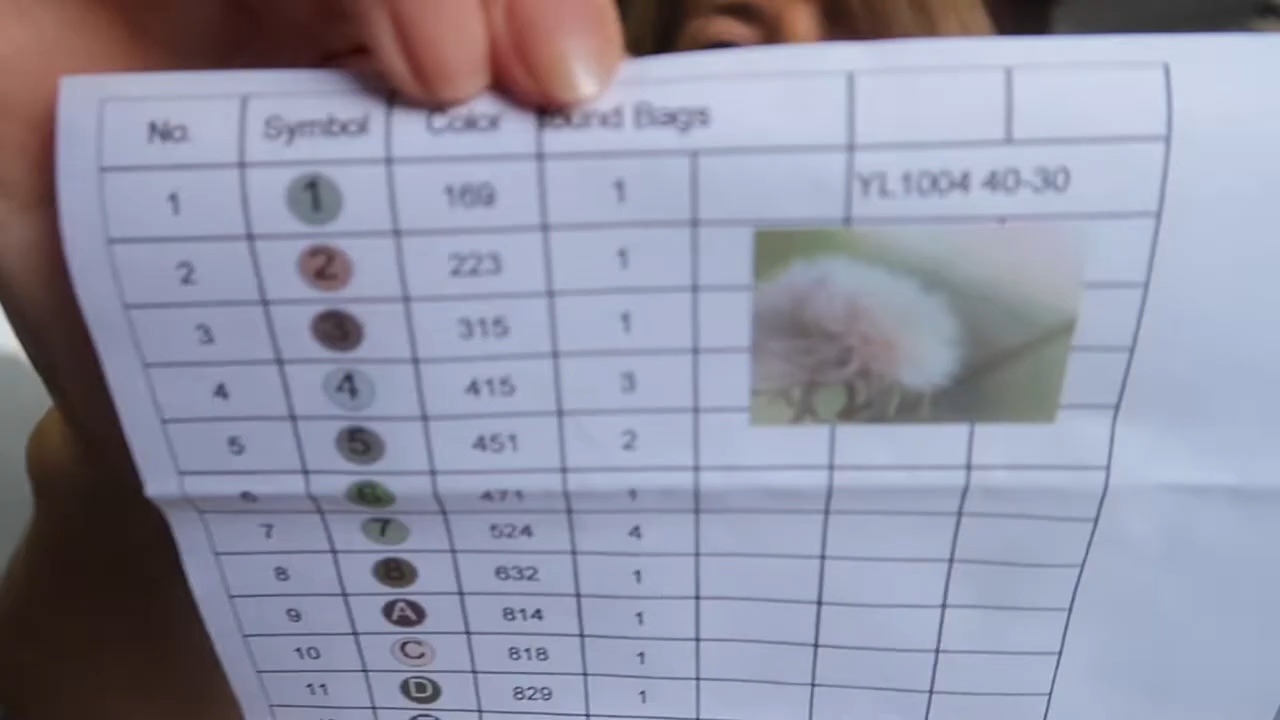 No. Symbol Color ound Bags
1 1 169 1 YL1004 40-30
2 2 223 1
3 3 315 1
4 4 415 3
5 5 451 2
6 6 471 1
7 7 524 4
8 8 632 1
9 A 814 1
10 C 818 1
11 D 829 1